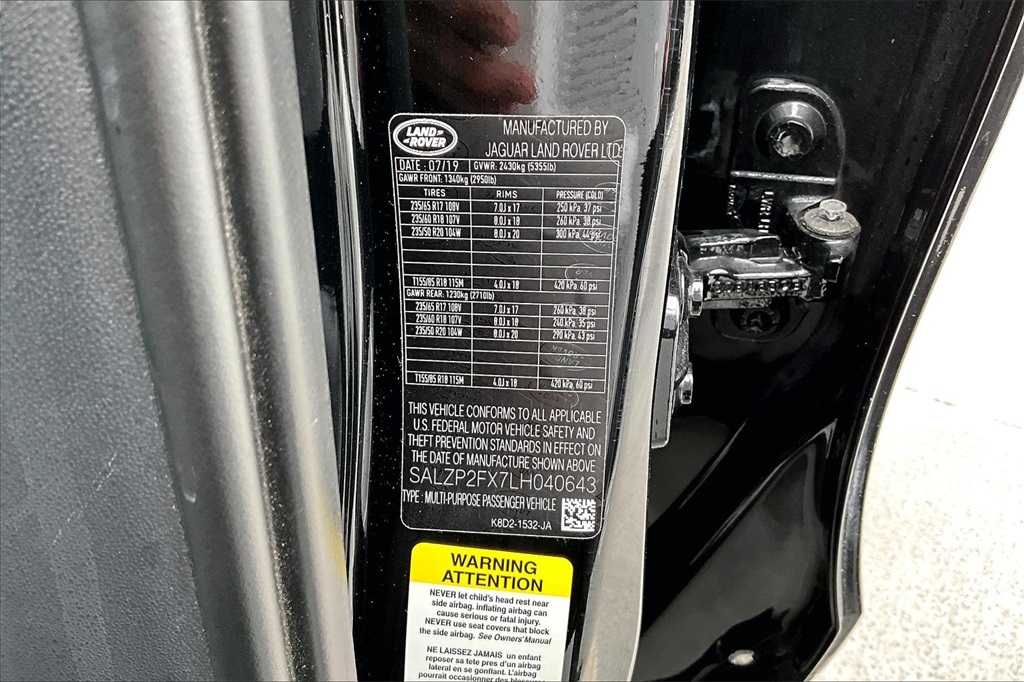 LAND
ROVER
MANUFACTURED BY
JAGUAR LAND ROVER LTD
DATE : 07/19 GVWR: 2430kg (5355lb)
GAWR FRONT: 1340kg (2950lb)
TIRES RIMS PRESSURE (COLD)
235/65 R17 108V 7.0J x 17 250 kPa, 37 psi
235/60 R18 107V 8.0J x 18 260 kPa, 38 psi
235/50 R20 104W 8.0J x 20 300 kPa, 44 psi
T155/85 R18 115M 4.0J x 18 420 kPa, 60 psi
GAWR REAR: 1230kg (2710lb)
235/65 R17 108V 7.0J x 17 260 kPa, 38 psi
235/60 R18 107V 8.0J x 18 240 kPa, 35 psi
235/50 R20 104W 8.0J x 20 290 kPa, 43 psi
T155/85 R18 115M 4.0J x 18 420 kPa, 60 psi
THIS VEHICLE CONFORMS TO ALL APPLICABLE
U.S. FEDERAL MOTOR VEHICLE SAFETY AND
THEFT PREVENTION STANDARDS IN EFFECT ON
THE DATE OF MANUFACTURE SHOWN ABOVE
SALZP2FX7LH040643
TYPE : MULTI-PURPOSE PASSENGER VEHICLE
K8D2-1532-JA
WARNING
ATTENTION
NEVER let child's head rest near
side airbag. inflating airbag can
cause serious or fatal injury.
NEVER use seat covers that block
the side airbag. See Owners' Manual
NE LAISSEZ JAMAIS un enfant
reposer sa tete pres d'un airbag
lateral en se gonflant. L'airbag
pourrait occasionner des blessures